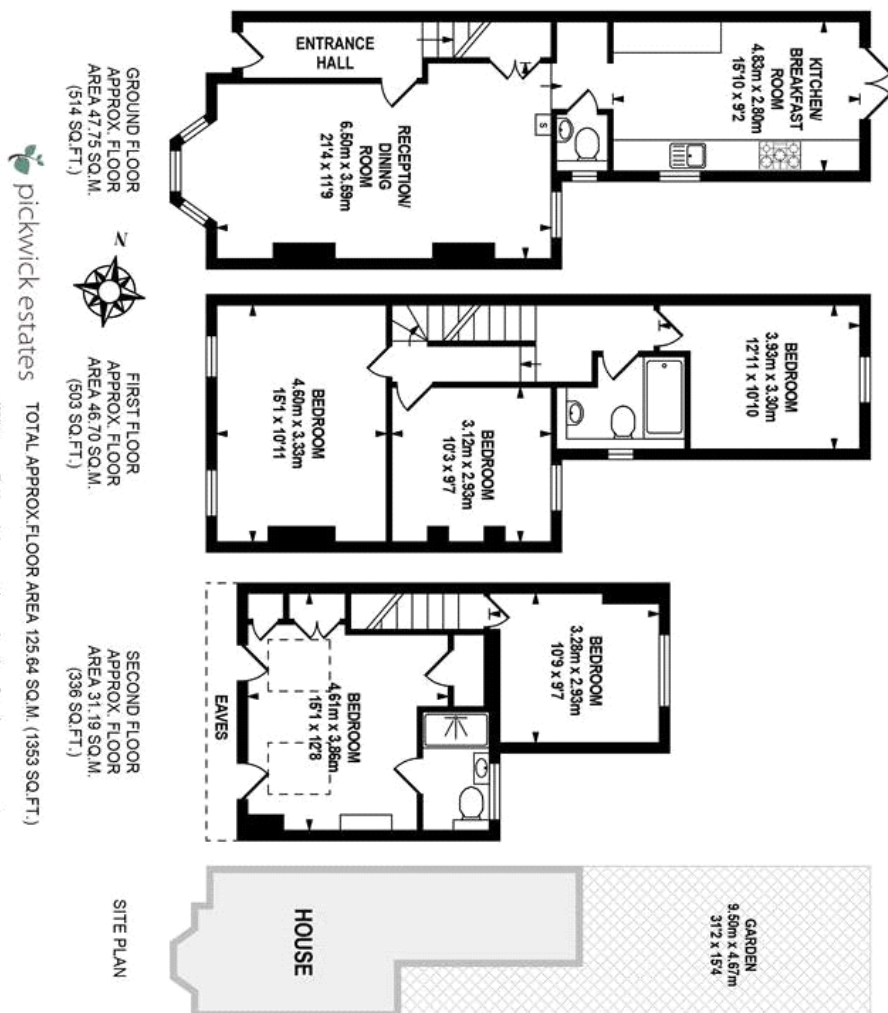 KITCHEN/
BREAKFAST
ROOM
4.83m x 2.80m
15'10 x 9'2
ENTRANCE
HALL
RECEPTION/
DINING
ROOM
6.50m x 3.59m
21'4 x 11'9
S
GROUND FLOOR
APPROX. FLOOR
AREA 47.75 SQ.M.
(514 SQ.FT.)
BEDROOM
3.93m x 3.30m
12'11 x 10'10
BEDROOM
3.12m x 2.93m
10'3 x 9'7
BEDROOM
4.60m x 3.33m
15'1 x 10'11
FIRST FLOOR
APPROX. FLOOR
AREA 46.70 SQ.M.
(503 SQ.FT.)
BEDROOM
3.28m x 2.93m
10'9 x 9'7
BEDROOM
4.61m x 3.86m
15'1 x 12'8
EAVES
SECOND FLOOR
APPROX. FLOOR
AREA 31.19 SQ.M.
(336 SQ.FT.)
GARDEN
9.50m x 4.67m
31'2 x 15'4
HOUSE
SITE PLAN
N
pickwick estates
TOTAL APPROX.FLOOR AREA 125.64 SQ.M. (1353 SQ.FT.)